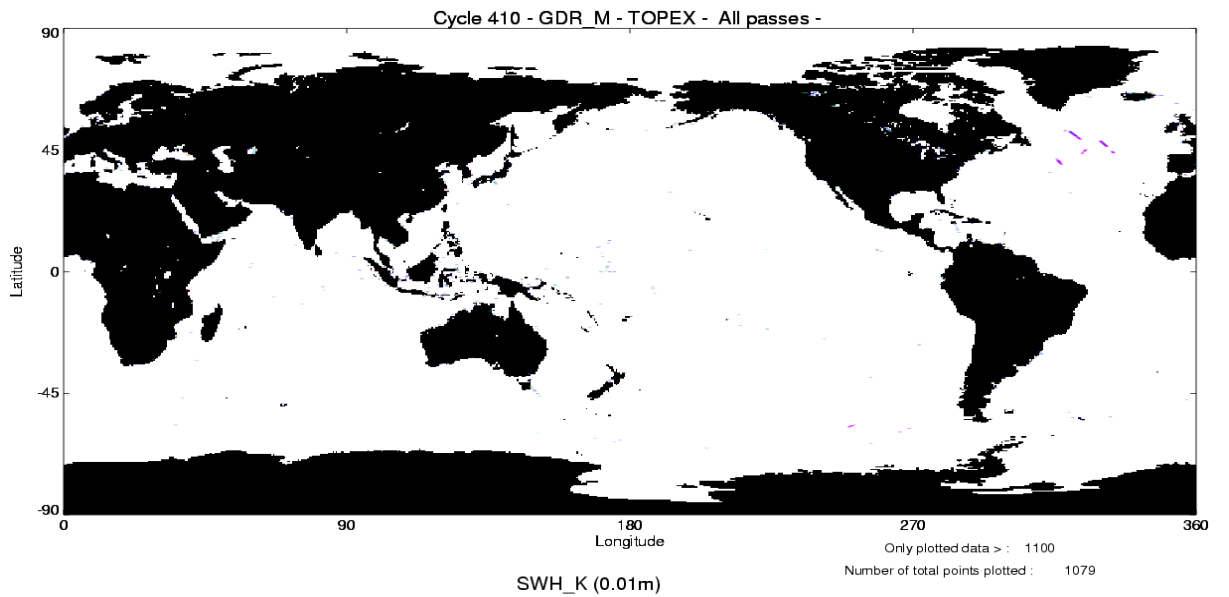 Cycle 410 - GDR_M - TOPEX - All passes -
90
45
0
-45
-90
Latitude
0 90 180 270 360
Longitude
Only plotted data > : 1100
Number of total points plotted : 1079
SWH_K (0.01m)